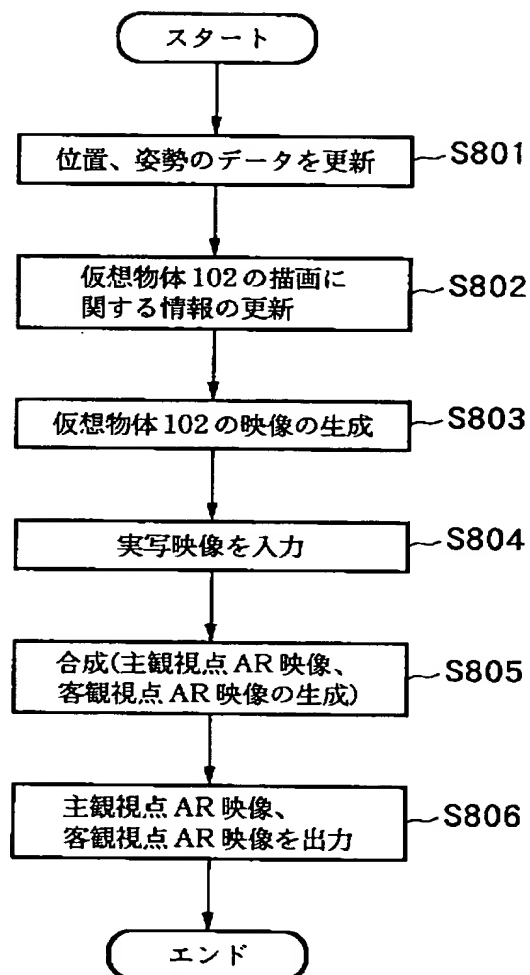 スタート
位置、姿勢のデータを更新
S801
仮想物体102の描画に
関する情報の更新
S802
仮想物体102の映像の生成
S803
実写映像を入力
S804
合成(主観視点AR映像、
客観視点AR映像の生成)
S805
主観視点AR映像、
客観視点AR映像を出力
S806
エンド